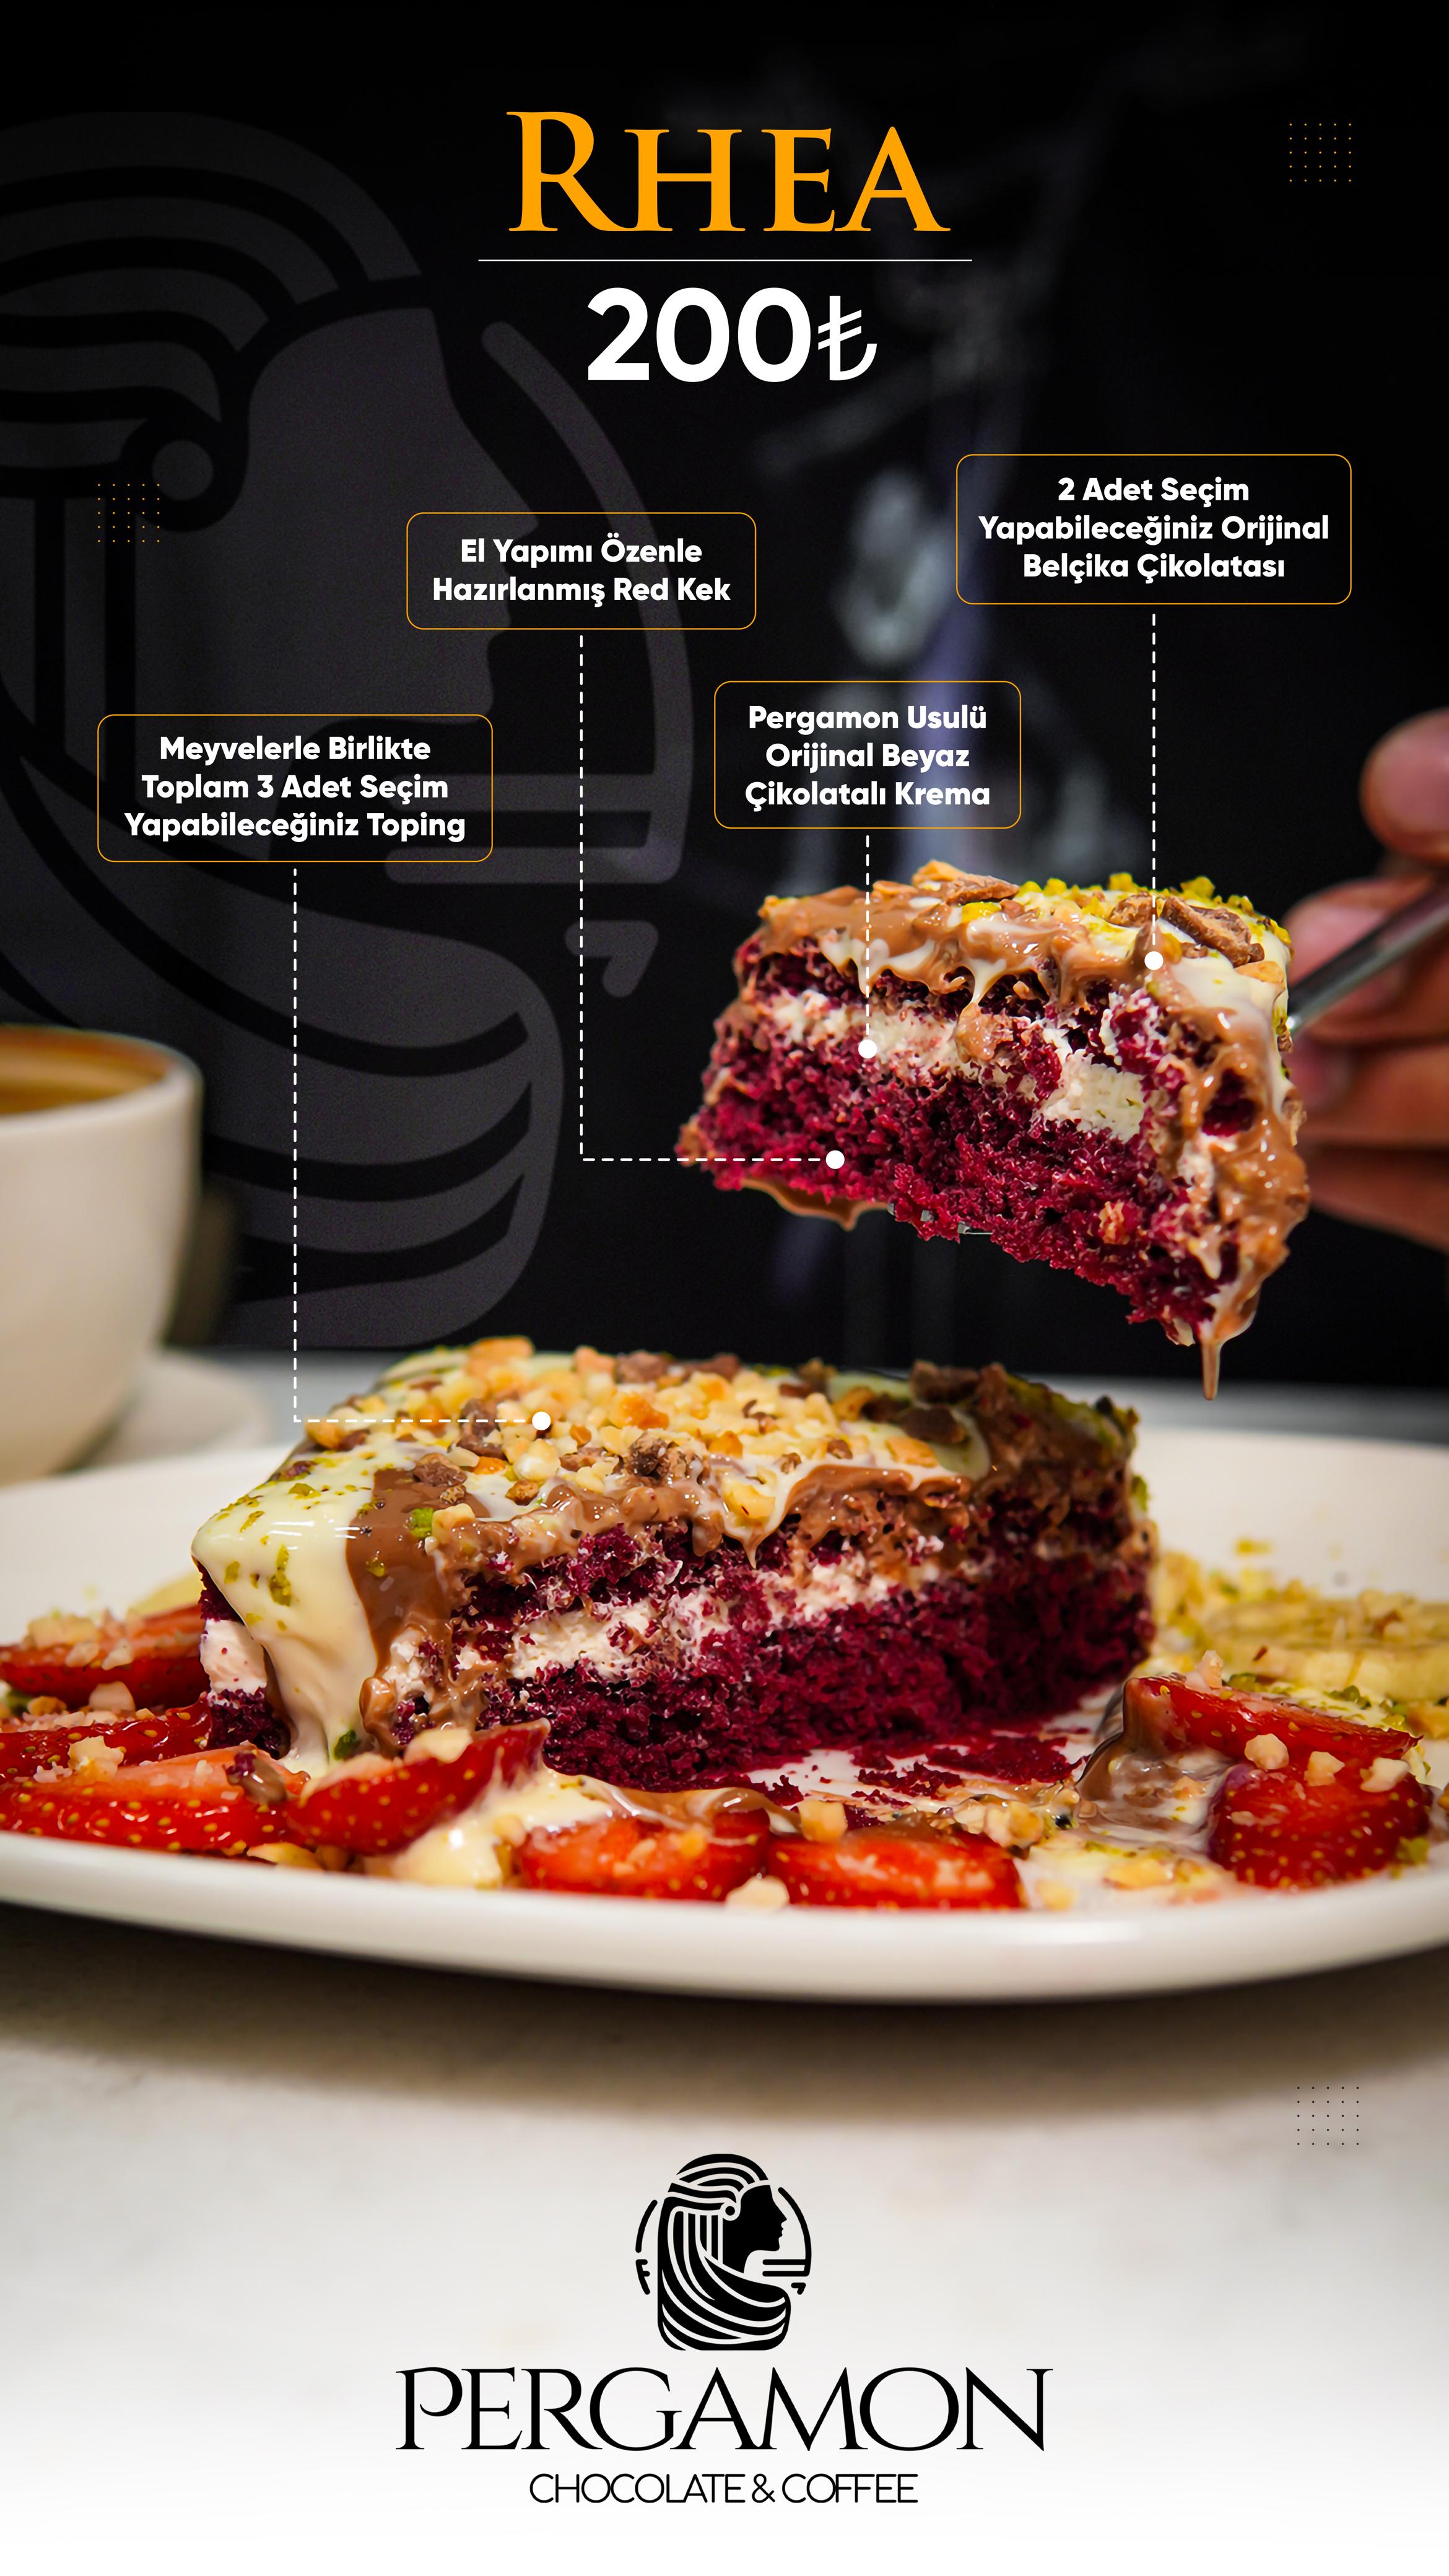 RHEA
200₺
2 Adet Seçim
Yapabileceğiniz Orijinal
Belçika Çikolatası
El Yapımı Özenle
Hazırlanmış Red Kek
Pergamon Usulü
Orijinal Beyaz
Çikolatalı Krema
Meyvelerle Birlikte
Toplam 3 Adet Seçim
Yapabileceğiniz Toping
PERGAMON
CHOCOLATE & COFFEE